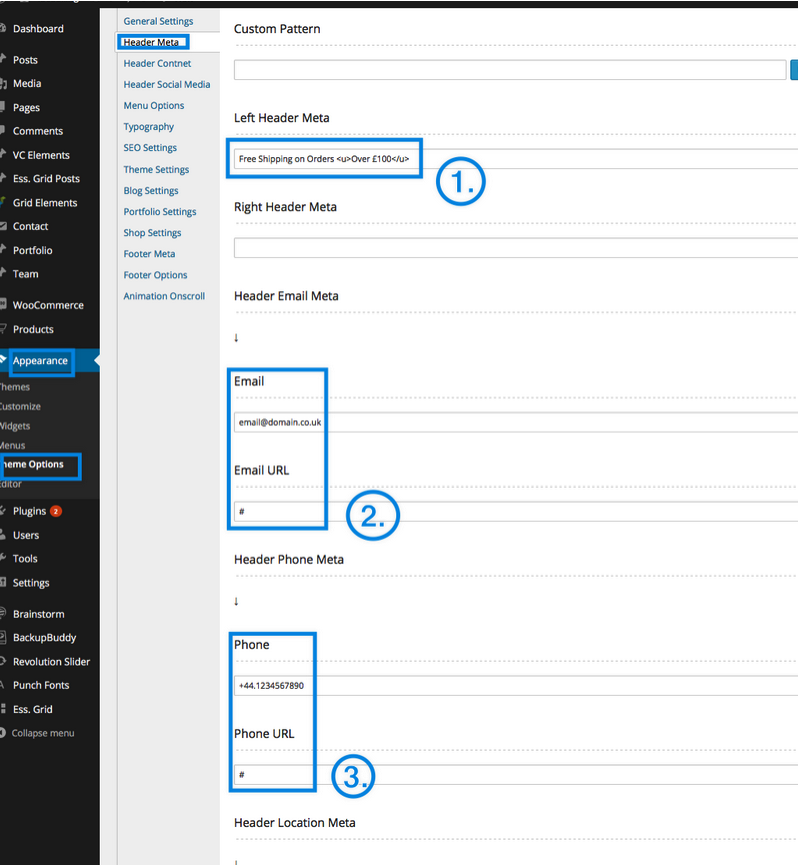 Dashboard
Posts
Media
Pages
Comments
VC Elements
Ess. Grid Posts
Grid Elements
Contact
Portfolio
Team
WooCommerce
Products
Appearance
Themes
Customize
Widgets
Menus
Theme Options
Editor
Plugins 2
Users
Tools
Settings
Brainstorm
BackupBuddy
Revolution Slider
Punch Fonts
Ess. Grid
Collapse menu
General Settings
Header Meta
Header Contnet
Header Social Media
Menu Options
Typography
SEO Settings
Theme Settings
Blog Settings
Portfolio Settings
Shop Settings
Footer Meta
Footer Options
Animation Onscroll
Custom Pattern
Left Header Meta
Free Shipping on Orders <u>Over £100</u>
1.
Right Header Meta
Header Email Meta
↓
Email
email@domain.co.uk
Email URL
#
2.
Header Phone Meta
↓
Phone
+44.1234567890
Phone URL
#
3.
Header Location Meta